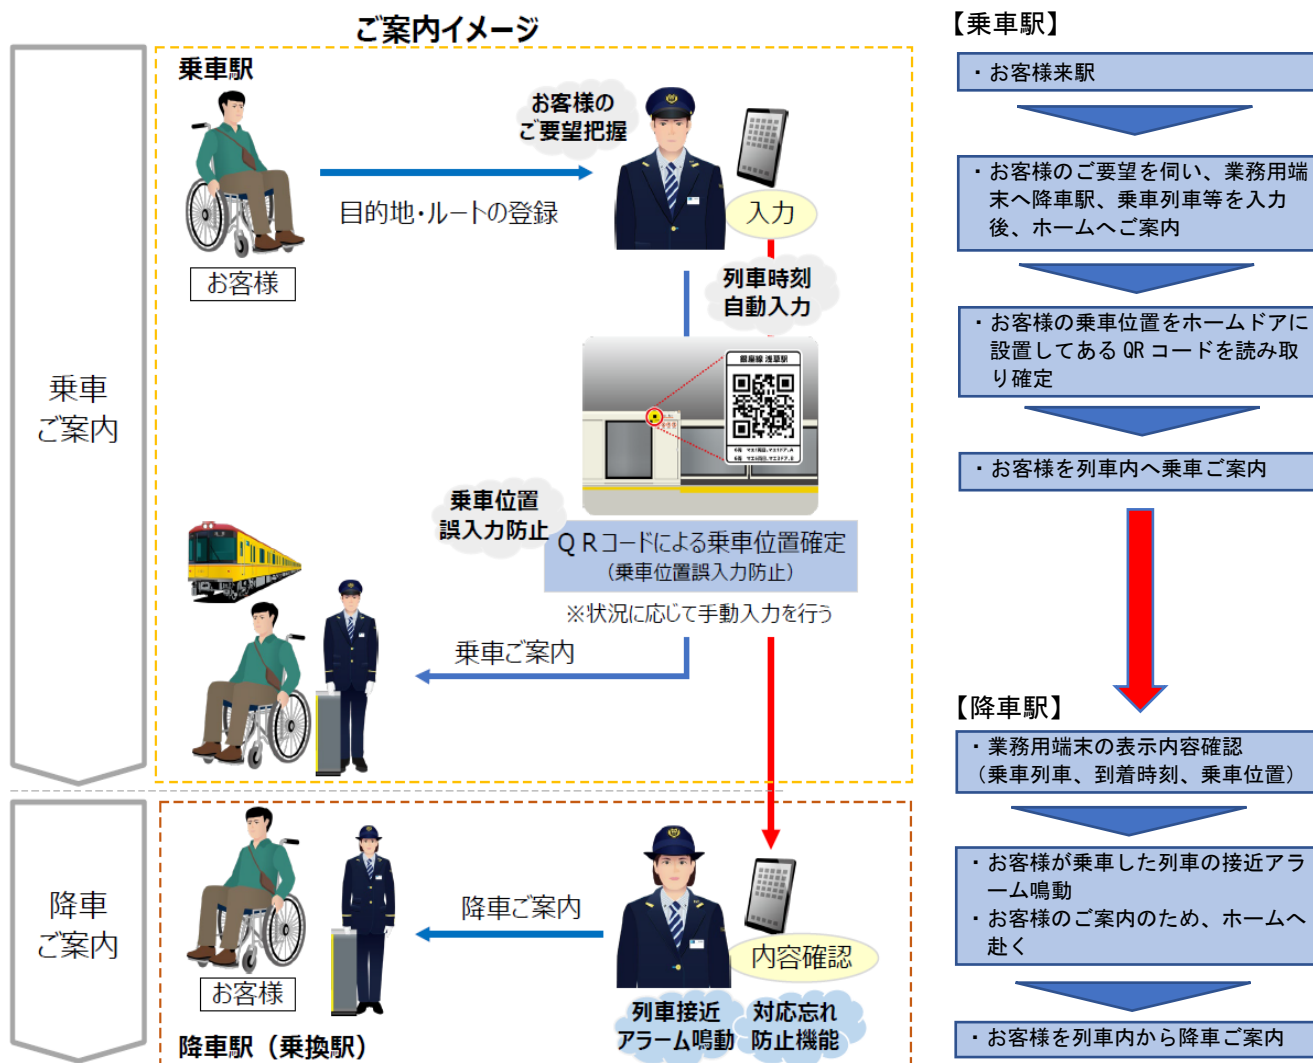 ご案内イメージ
乗車
ご案内
乗車駅
お客様の
ご要望把握
目的地・ルートの登録
入力
お客様
列車時刻
自動入力
銀座線 浅草駅
乗車位置
誤入力防止
QRコードによる乗車位置確定
(乗車位置誤入力防止)
※状況に応じて手動入力を行う
乗車ご案内
降車
ご案内
降車ご案内
内容確認
お客様
列車接近
アラーム鳴動
対応忘れ
防止機能
降車駅（乗換駅）
【乗車駅】
・お客様来駅
・お客様のご要望を伺い、業務用端
末へ降車駅、乗車列車等を入力
後、ホームへご案内
・お客様の乗車位置をホームドアに
設置してあるQRコードを読み取
り確定
・お客様を列車内へ乗車ご案内
【降車駅】
・業務用端末の表示内容確認
（乗車列車、到着時刻、乗車位置）
・お客様が乗車した列車の接近アラ
ーム鳴動
・お客様のご案内のため、ホームへ
赴く
・お客様を列車内から降車ご案内